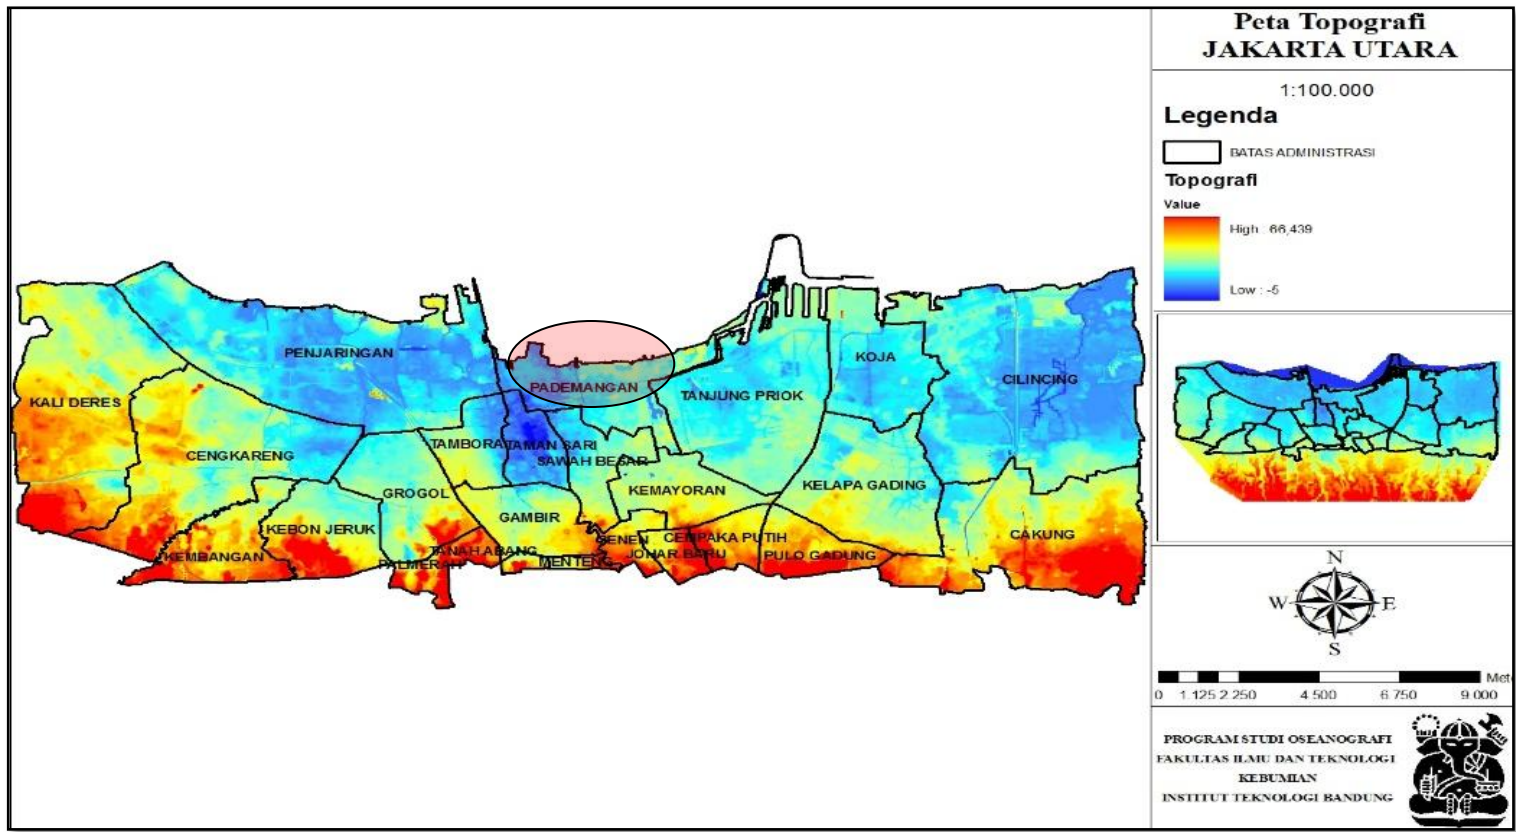 Peta Topografi
JAKARTA UTARA
1:100.000
Legenda
BATAS ADMINISTRASI
Topografi
Value
High : 66,439
Low : -5
PENJARINGAN
KALI DERES
CENGKARENG
PADEMANGAN
TANJUNG PRIOK
KOJA
CILINCING
TAMBORA
TAMAN SARI
SAWAH BESAR
GROGOL
KEMAYORAN
KELAPA GADING
GAMBIR
KEBON JERUK
KEMBANGAN
TANAH ABANG
PALMERAH
MENTENG
SENEN
CEMPAKA PUTIH
JOHAR BARU
PULO GADUNG
CAKUNG
N
W
E
S
0 1.125 2.250 4.500 6.750 9.000
Met
PROGRAM STUDI OSEANOGRAFI
FAKULTAS ILMU DAN TEKNOLOGI
KEBUMIAN
INSTITUT TEKNOLOGI BANDUNG